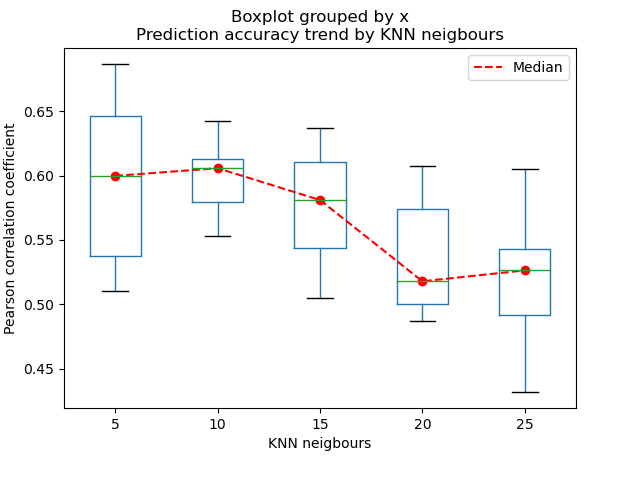 Boxplot grouped by x
Prediction accuracy trend by KNN neigbours
Median
Pearson correlation coefficient
0.65
0.60
0.55
0.50
0.45
5 10 15 20 25
KNN neigbours